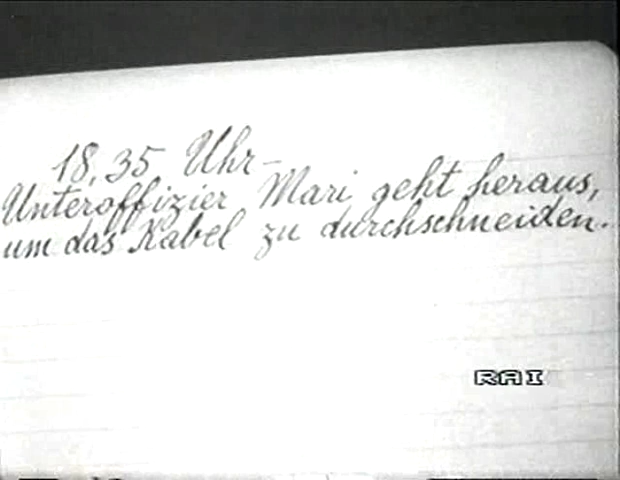 18,35 Uhr-
Unteroffizier Mari geht heraus,
um das Kabel zu durchschneiden.
RAI